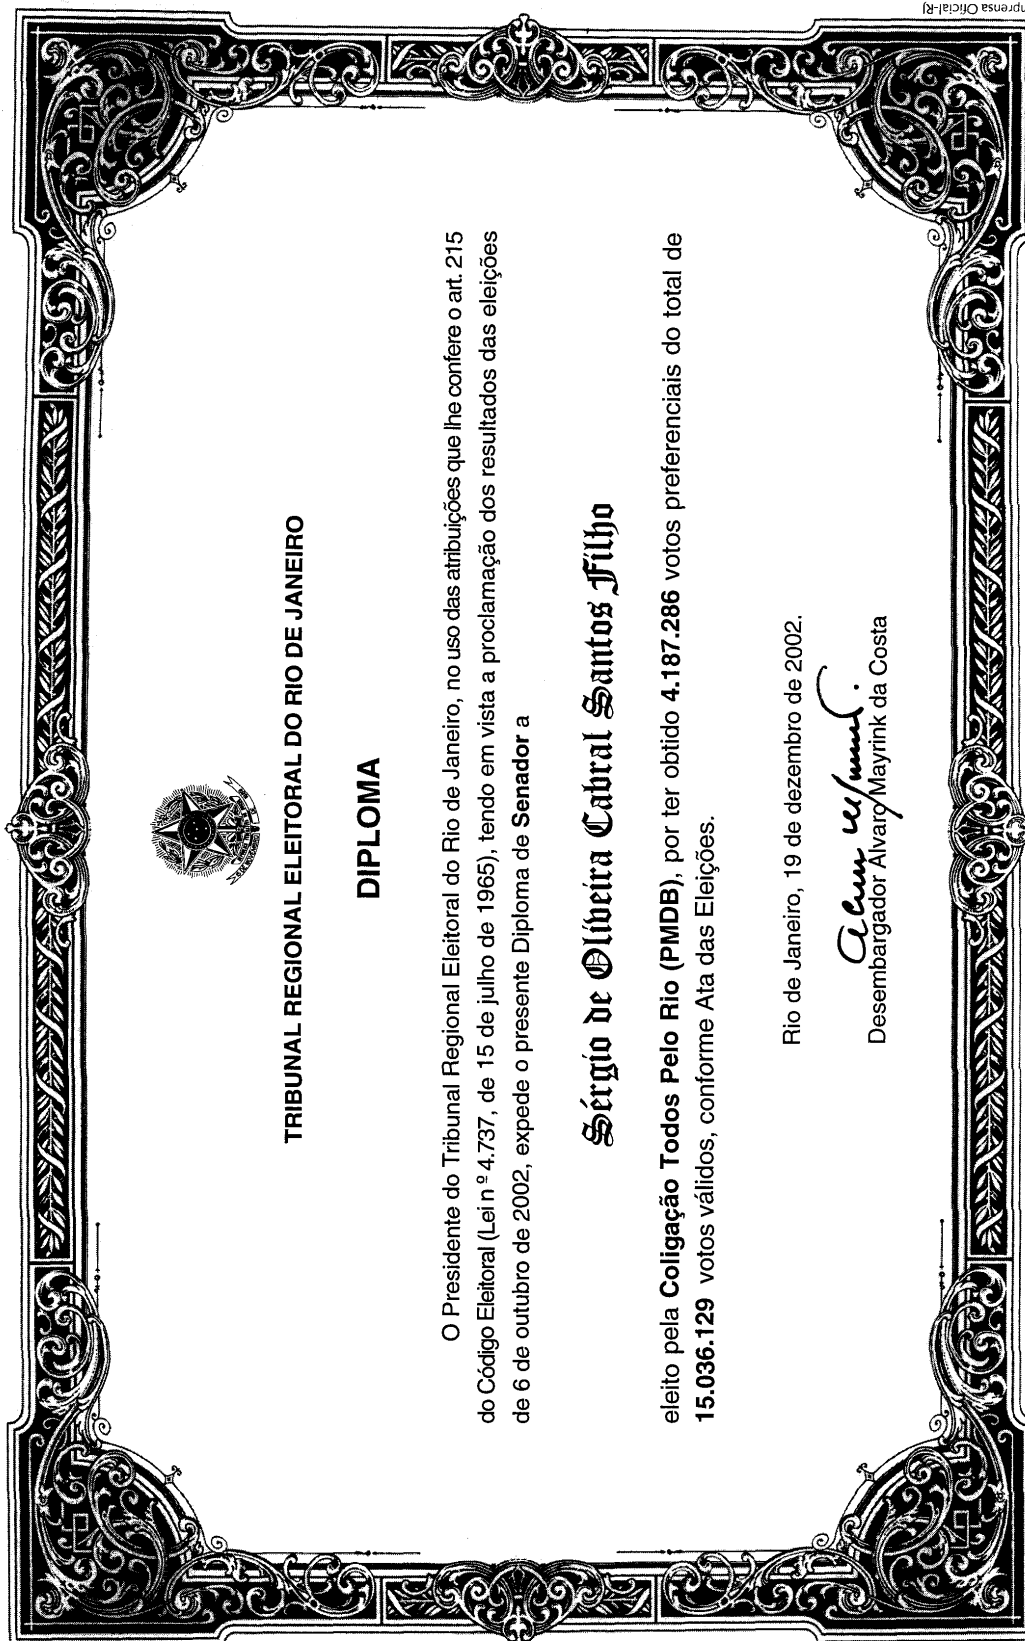 TRIBUNAL REGIONAL ELEITORAL DO RIO DE JANEIRO
DIPLOMA
O Presidente do Tribunal Regional Eleitoral do Rio de Janeiro, no uso das atribuições que lhe confere o art. 215
do Código Eleitoral (Lei nº 4.737, de 15 de julho de 1965), tendo em vista a proclamação dos resultados das eleições
de 6 de outubro de 2002, expede o presente Diploma de Senador a
Sérgio de Oliveira Cabral Santos Filho
eleito pela Coligação Todos Pelo Rio (PMDB), por ter obtido 4.187.286 votos preferenciais do total de
15.036.129 votos válidos, conforme Ata das Eleições.
Rio de Janeiro, 19 de dezembro de 2002.
Desembargador Álvaro Mayrink da Costa
Oficial-RJ